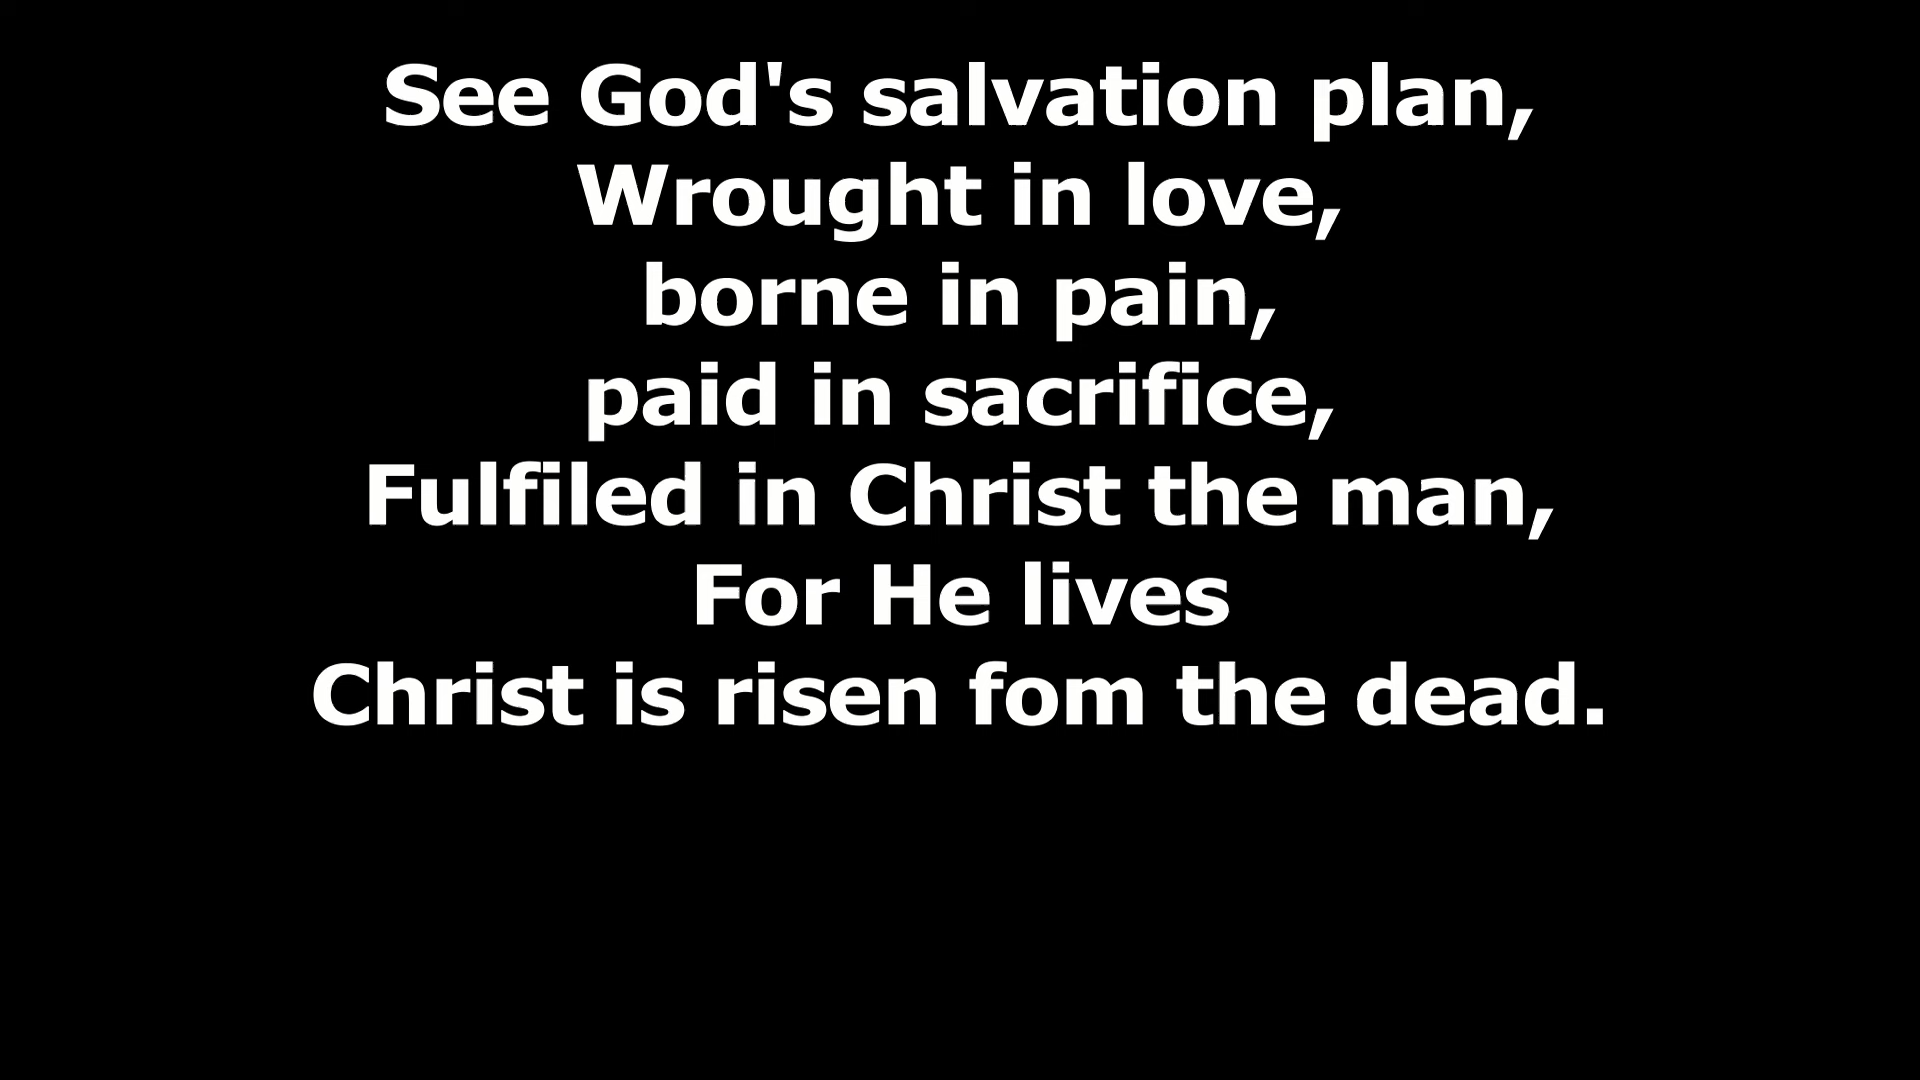 See God's salvation plan,
Wrought in love,
borne in pain,
paid in sacrifice,
Fulfiled in Christ the man,
For He lives
Christ is risen fom the dead.